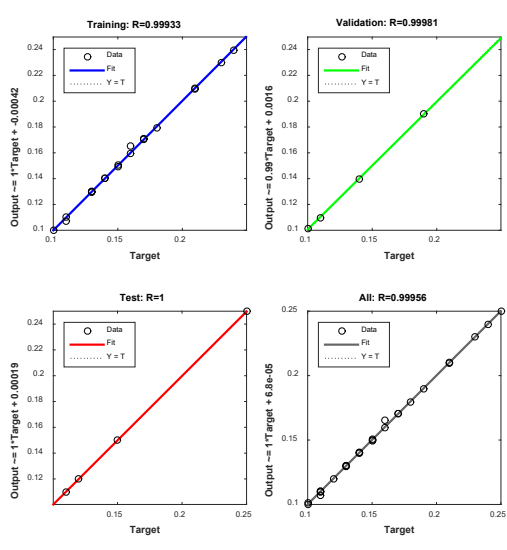 Training: R=0.99933
Output ~= 1*Target + -0.00042
0.24
0.22
0.2
0.18
0.16
0.14
0.12
0.1
Data
Fit
Y = T
0.1
0.15
0.2
Target
Validation: R=0.99981
Output ~= 0.99*Target + 0.0016
0.24
0.22
0.2
0.18
0.16
0.14
0.12
0.1
Data
Fit
Y = T
0.1
0.15
0.2
Target
Test: R=1
Output ~= 1*Target + 0.00019
0.24
0.22
0.2
0.18
0.16
0.14
0.12
Data
Fit
Y = T
0.15
0.2
0.25
Target
All: R=0.99956
Output ~= 1*Target + 6.8e-05
0.25
0.2
0.15
0.1
Data
Fit
Y = T
0.1
0.15
0.2
0.25
Target